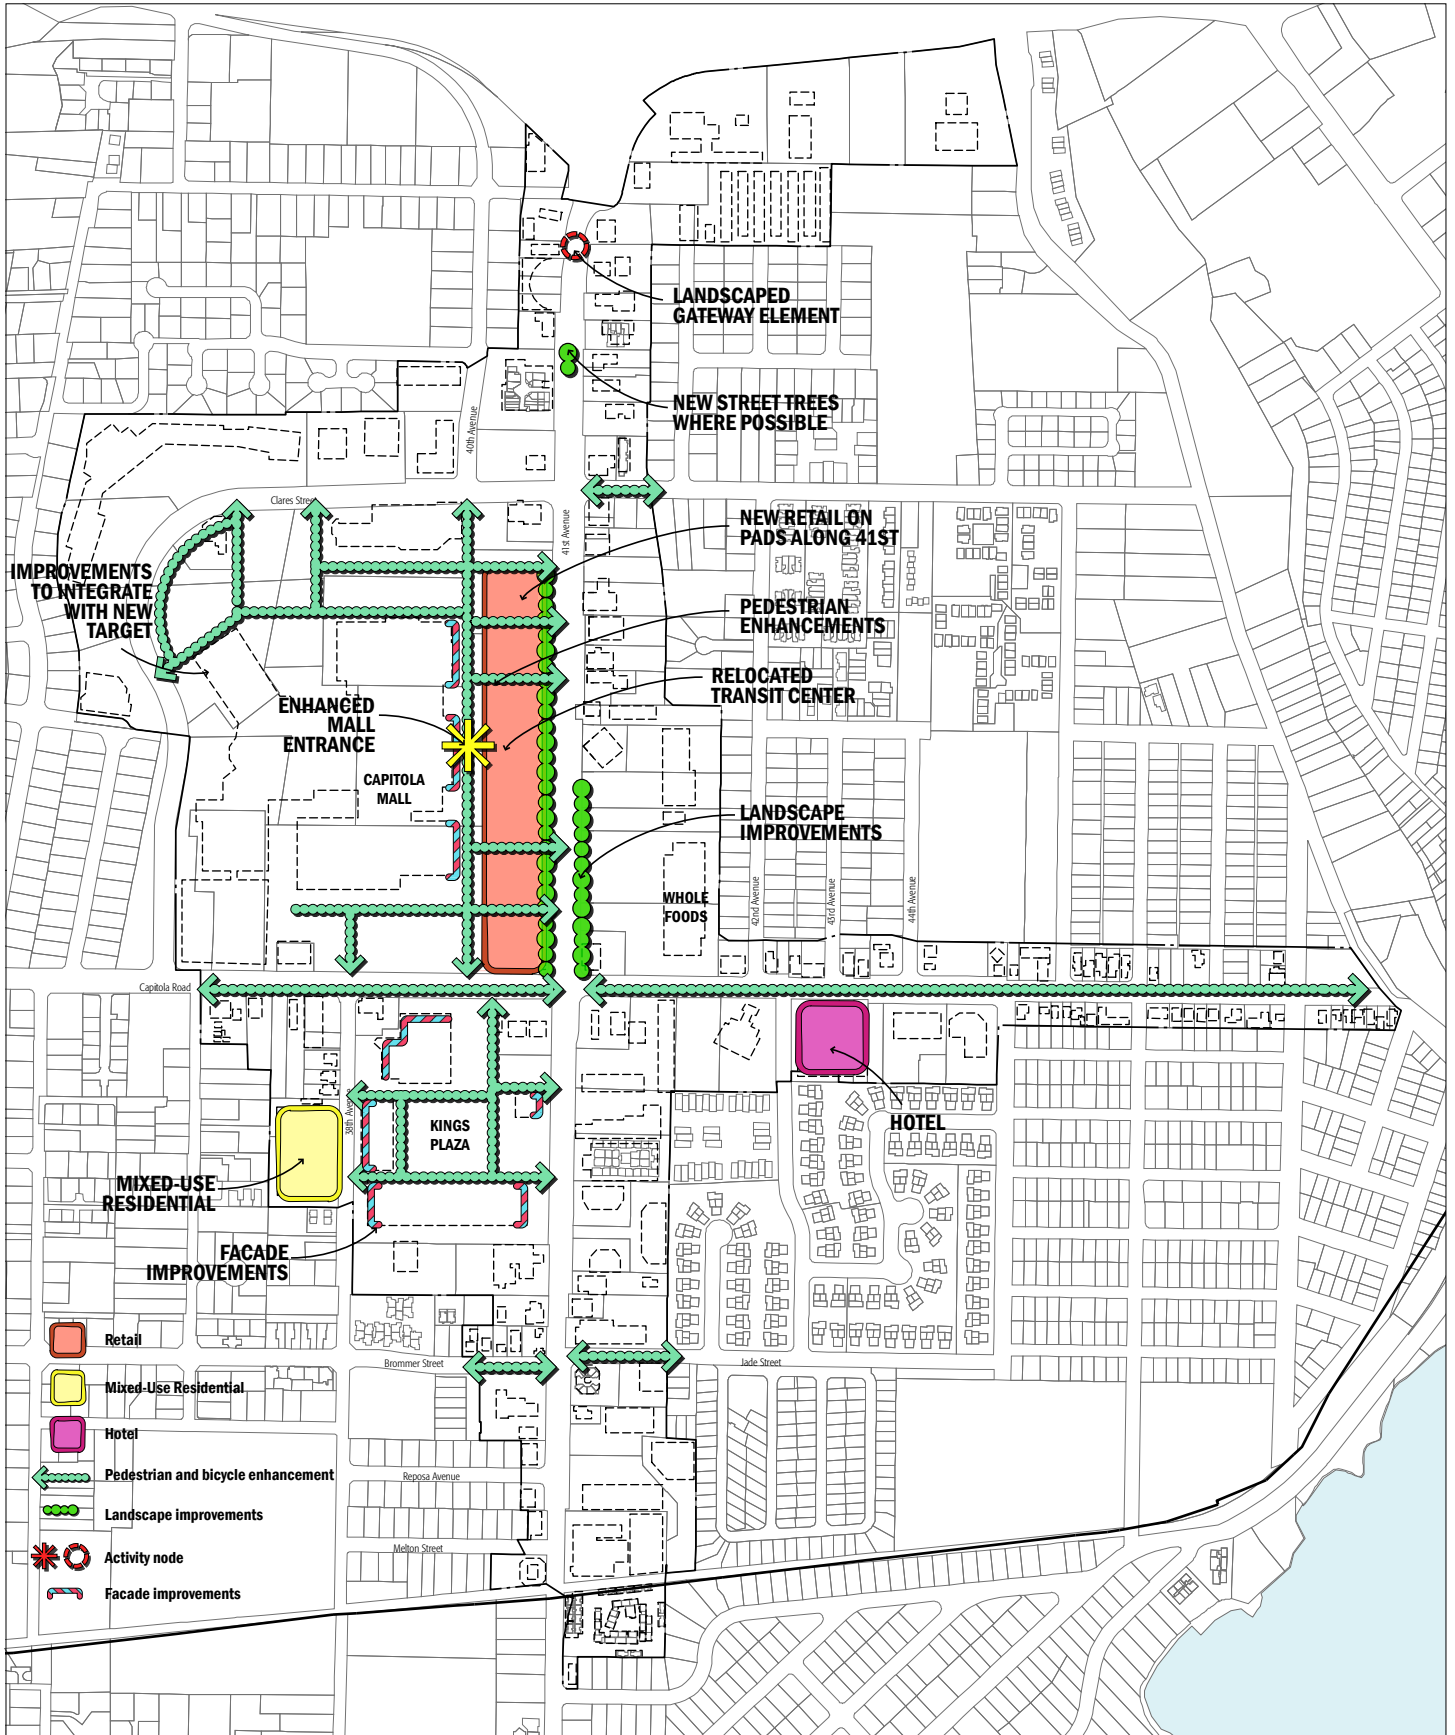 LANDSCAPED
GATEWAY ELEMENT
NEW STREET TREES
WHERE POSSIBLE
40th Avenue
Clares Street
41st Avenue
NEW RETAIL ON
PADS ALONG 41ST
IMPROVEMENTS
TO INTEGRATE
WITH NEW
TARGET
PEDESTRIAN
ENHANCEMENTS
RELOCATED
TRANSIT CENTER
ENHANCED
MALL
ENTRANCE
CAPITOLA
MALL
LANDSCAPE
IMPROVEMENTS
WHOLE
FOODS
42nd Avenue
43rd Avenue
44th Avenue
Capitola Road
38th Avenue
KINGS
PLAZA
HOTEL
MIXED-USE
RESIDENTIAL
FACADE
IMPROVEMENTS
Brommer Street
Jade Street
Reposa Avenue
Melton Street
Retail
Mixed-Use Residential
Hotel
Pedestrian and bicycle enhancement
Landscape improvements
Activity node
Facade improvements